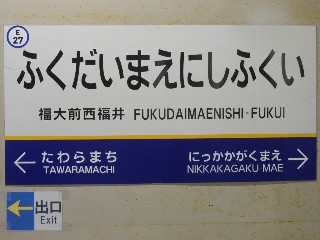 E
27
ふくだいまえにしふくい
福大前西福井 FUKUDAIMAENISHI-FUKUI
←たわらまち にっかかがくまえ→
TAWARAMACHI NIKKAKAGAKU MAE
←出口
Exit